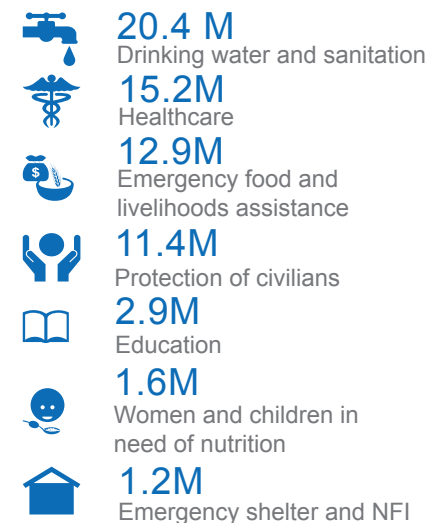 20.4 M
Drinking water and sanitation
15.2M
Healthcare
12.9M
$
Emergency food and
livelihoods assistance
11.4M
Protection of civilians
2.9M
Education
1.6M
Women and children in
need of nutrition
1.2M
Emergency shelter and NFI